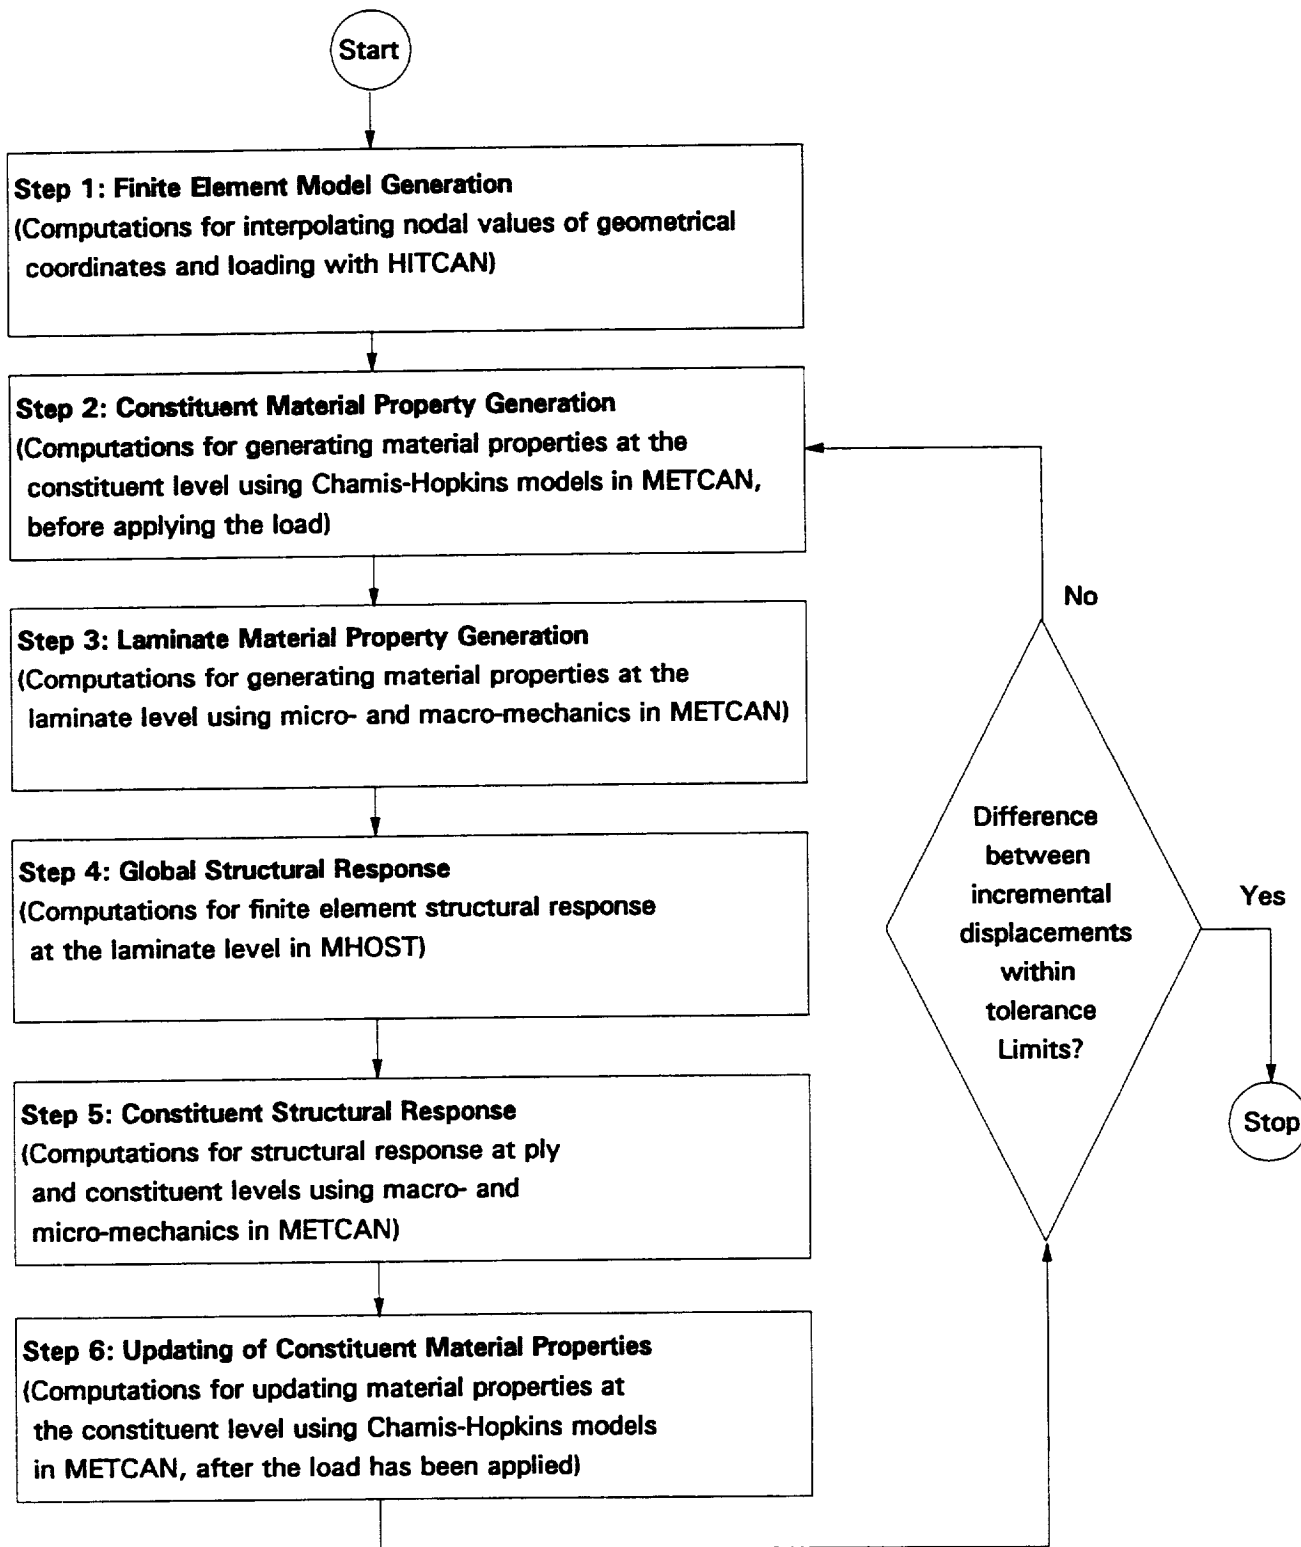 Start
Step 1: Finite Element Model Generation
(Computations for interpolating nodal values of geometrical
coordinates and loading with HITCAN)
Step 2: Constituent Material Property Generation
(Computations for generating material properties at the
constituent level using Chamis-Hopkins models in METCAN,
before applying the load)
Step 3: Laminate Material Property Generation
(Computations for generating material properties at the
laminate level using micro- and macro-mechanics in METCAN)
Step 4: Global Structural Response
(Computations for finite element structural response
at the laminate level in MHOST)
Step 5: Constituent Structural Response
(Computations for structural response at ply
and constituent levels using macro- and
micro-mechanics in METCAN)
Step 6: Updating of Constituent Material Properties
(Computations for updating material properties at
the constituent level using Chamis-Hopkins models
in METCAN, after the load has been applied)
No
Difference
between
incremental
displacements
within
tolerance
Limits?
Yes
Stop